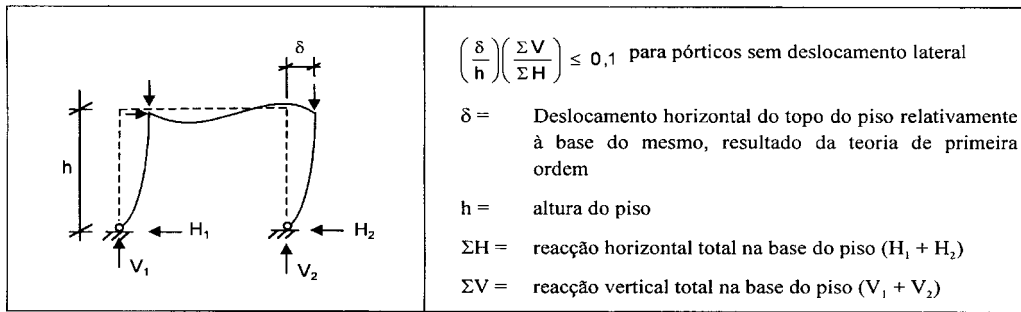 δ
h
H₁
H₂
V₁
V₂
(δ/h)(ΣV/ΣH) ≤ 0,1 para pórticos sem deslocamento lateral
δ = Deslocamento horizontal do topo do piso relativamente
à base do mesmo, resultado da teoria de primeira
ordem
h = altura do piso
ΣH = reacção horizontal total na base do piso (H₁ + H₂)
ΣV = reacção vertical total na base do piso (V₁ + V₂)